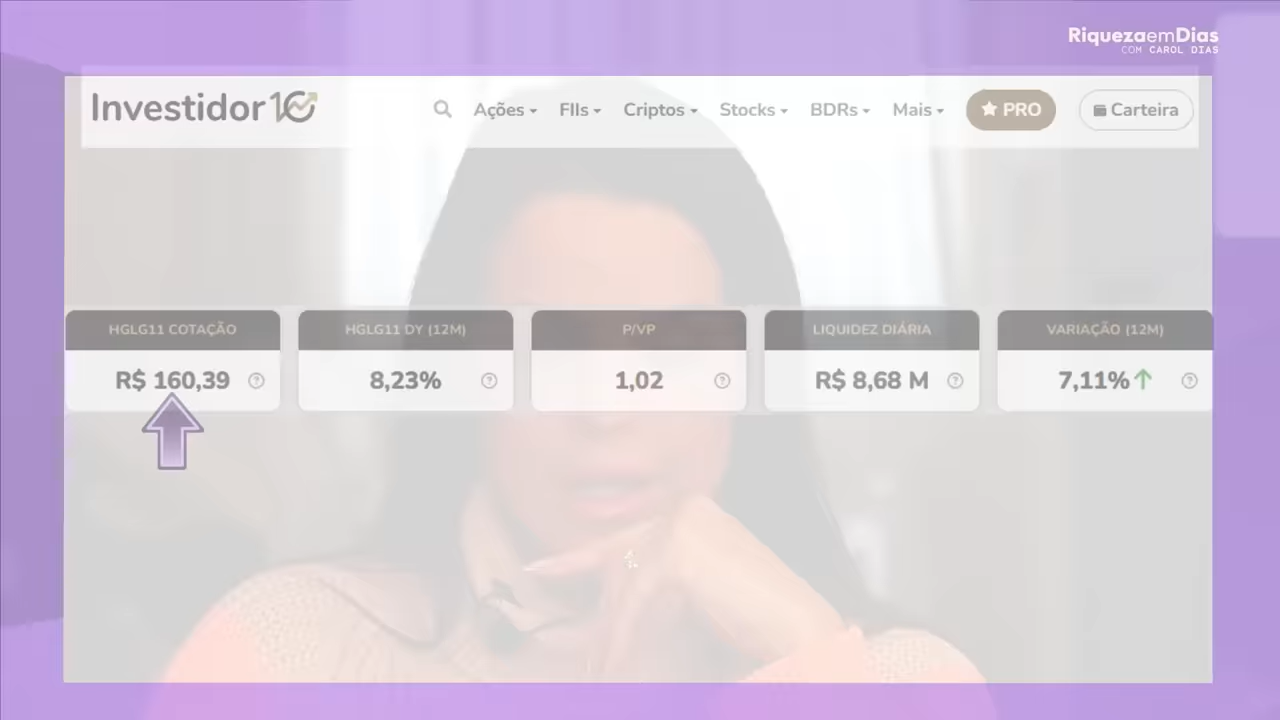 RiquezaemDias
COM CAROL DIAS
Investidor10
Ações FIIs Criptos Stocks BDRs Mais PRO Carteira
HGLG11 COTAÇÃO HGLG11 DY (12M) P/VP LIQUIDEZ DIÁRIA VARIAÇÃO (12M)
R$ 160,39 8,23% 1,02 R$ 8,68 M 7,11%